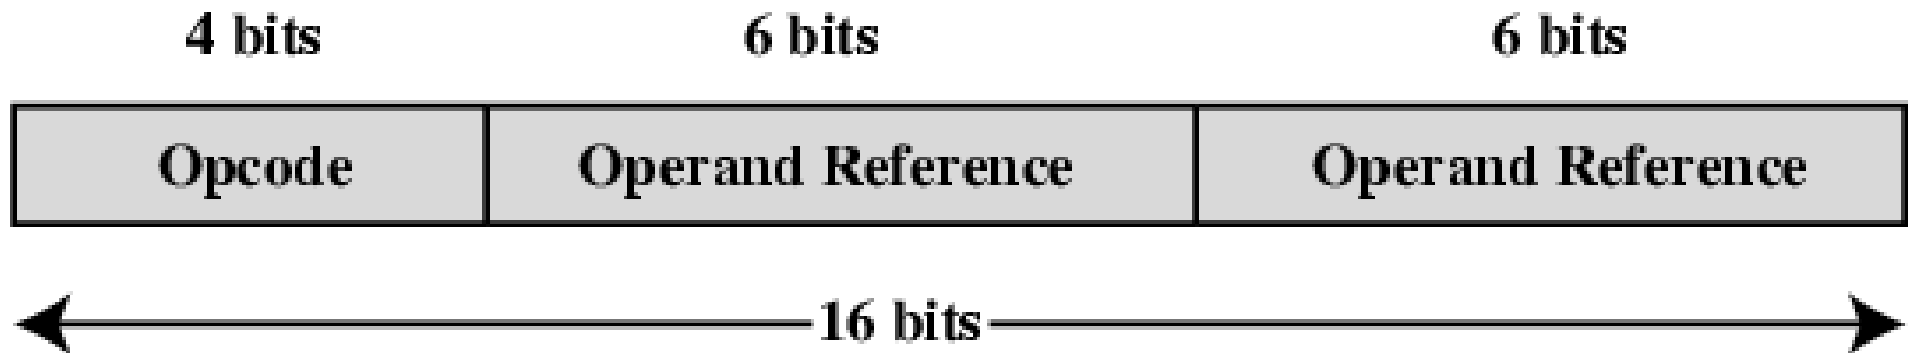 4 bits 6 bits 6 bits
Opcode Operand Reference Operand Reference
16 bits